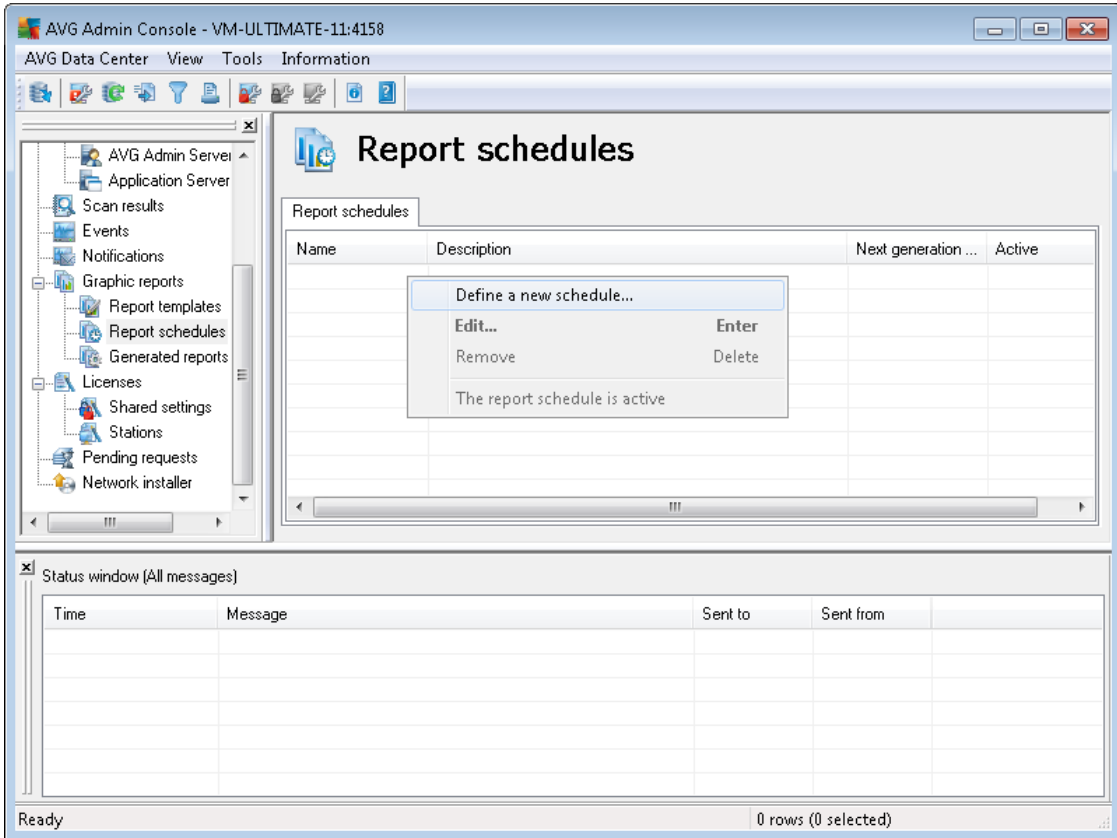 AVG Admin Console - VM-ULTIMATE-11:4158
AVG Data Center View Tools Information
AVG Admin Server
Application Server
Scan results
Events
Notifications
Graphic reports
Report templates
Report schedules
Generated reports
Licenses
Shared settings
Stations
Pending requests
Network installer
Report schedules
Report schedules
Name Description Next generation ... Active
Define a new schedule...
Edit... Enter
Remove Delete
The report schedule is active
Status window (All messages)
Time Message Sent to Sent from
Ready 0 rows (0 selected)